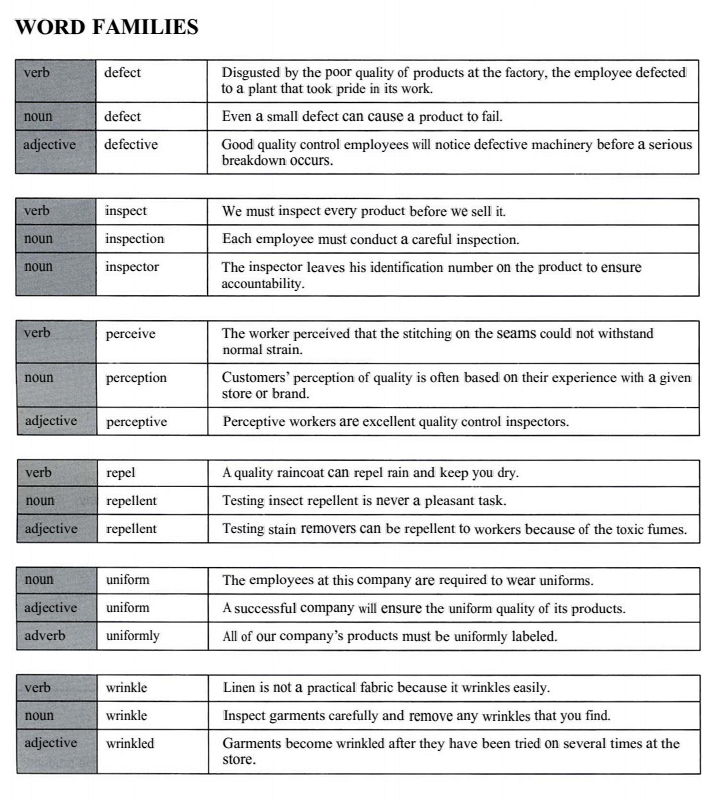 WORD FAMILIES
verb defect Disgusted by the poor quality of products at the factory, the employee defected
to a plant that took pride in its work.
noun defect Even a small defect can cause a product to fail.
adjective defective Good quality control employees will notice defective machinery before a serious
breakdown occurs.
verb inspect We must inspect every product before we sell it.
noun inspection Each employee must conduct a careful inspection.
noun inspector The inspector leaves his identification number on the product to ensure
accountability.
verb perceive The worker perceived that the stitching on the seams could not withstand
normal strain.
noun perception Customers' perception of quality is often based on their experience with a given
store or brand.
adjective perceptive Perceptive workers are excellent quality control inspectors.
verb repel A quality raincoat can repel rain and keep you dry.
noun repellent Testing insect repellent is never a pleasant task.
adjective repellent Testing stain removers can be repellent to workers because of the toxic fumes.
noun uniform The employees at this company are required to wear uniforms.
adjective uniform A successful company will ensure the uniform quality of its products.
adverb uniformly All of our company's products must be uniformly labeled.
verb wrinkle Linen is not a practical fabric because it wrinkles easily.
noun wrinkle Inspect garments carefully and remove any wrinkles that you find.
adjective wrinkled Garments become wrinkled after they have been tried on several times at the
store.